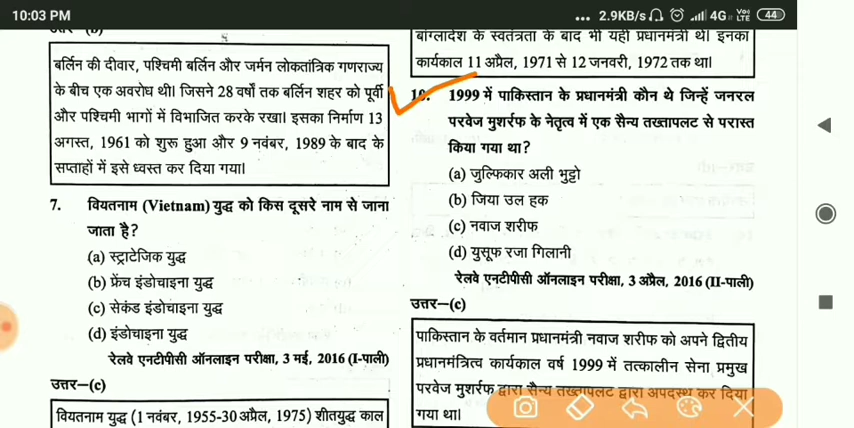 10:03 PM
... 2.9KB/s 4G 44
बर्लिन की दीवार, पश्चिमी बर्लिन और जर्मन लोकतांत्रिक गणराज्य
के बीच एक अवरोध थी। जिसने 28 वर्षों तक बर्लिन शहर को पूर्वी
और पश्चिमी भागों में विभाजित करके रखा। इसका निर्माण 13
अगस्त, 1961 को शुरू हुआ और 9 नवंबर, 1989 के बाद के
सप्ताहों में इसे ध्वस्त कर दिया गया।
7. वियतनाम (Vietnam) युद्ध को किस दूसरे नाम से जाना
जाता है?
(a) स्ट्राटेजिक युद्ध
(b) फ्रेंच इंडोचाइना युद्ध
(c) सेकंड इंडोचाइना युद्ध
(d) इंडोचाइना युद्ध
रेलवे एनटीपीसी ऑनलाइन परीक्षा, 3 मई, 2016 (I-पाली)
उत्तर-(c)
वियतनाम युद्ध (1 नवंबर, 1955-30 अप्रैल, 1975) शीतयुद्ध काल
बांग्लादेश के स्वतंत्रता के बाद भी यही प्रधानमंत्री थे। इनका
कार्यकाल 11 अप्रैल, 1971 से 12 जनवरी, 1972 तक था।
10. 1999 में पाकिस्तान के प्रधानमंत्री कौन थे जिन्हें जनरल
परवेज मुशर्रफ के नेतृत्व में एक सैन्य तख्तापलट से परास्त
किया गया था?
(a) जुल्फिकार अली भुट्टो
(b) जिया उल हक
(c) नवाज शरीफ
(d) युसूफ रजा गिलानी
रेलवे एनटीपीसी ऑनलाइन परीक्षा, 3 अप्रैल, 2016 (II-पाली)
उत्तर-(c)
पाकिस्तान के वर्तमान प्रधानमंत्री नवाज शरीफ को अपने द्वितीय
प्रधानमंत्रित्व कार्यकाल वर्ष 1999 में तत्कालीन सेना प्रमुख
परवेज मुशर्रफ द्वारा सैन्य तख्तापलट द्वारा अपदस्थ कर दिया
गया था।